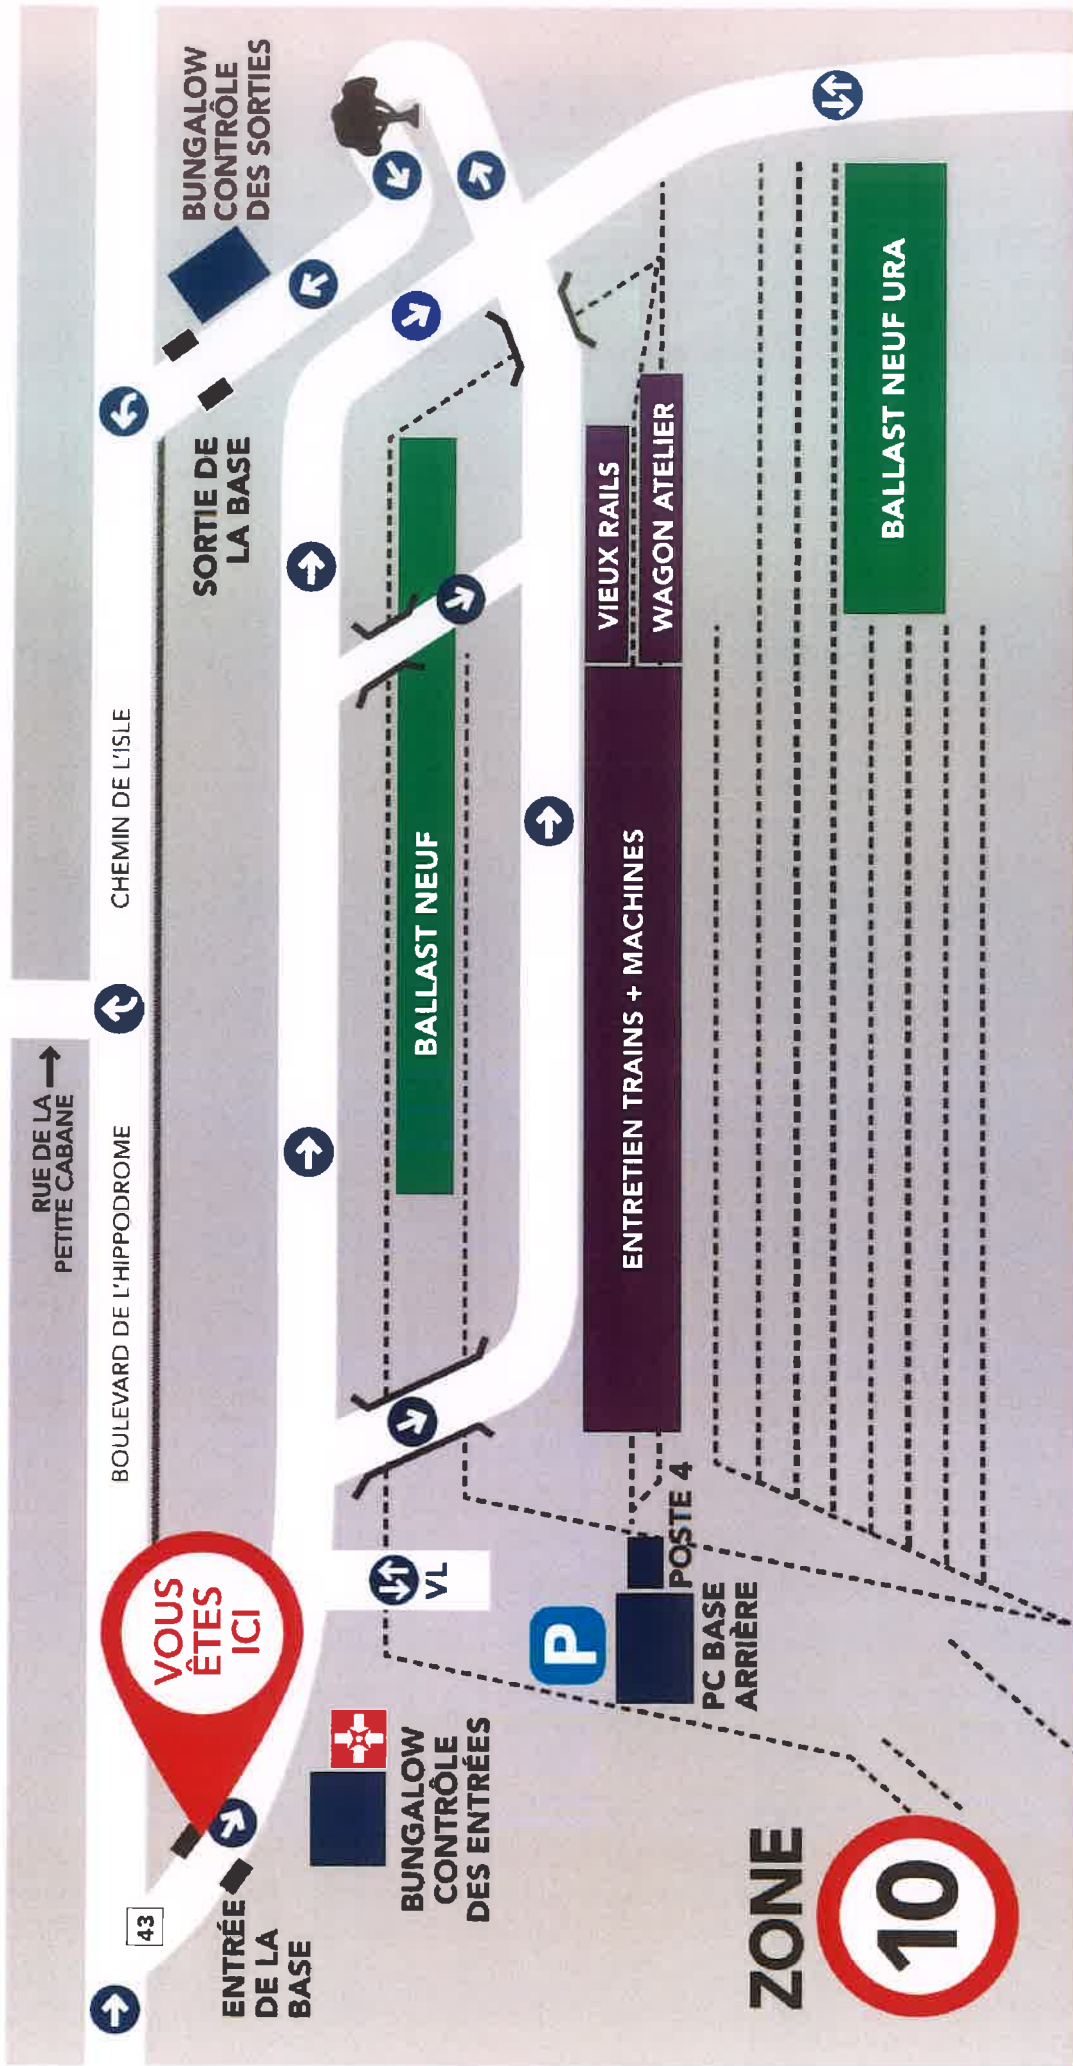 RUE DE LA
PETITE CABANE
BOULEVARD DE L'HIPPODROME
CHEMIN DE L'ISLE
43
VOUS
ÊTES
ICI
ENTRÉE
DE LA
BASE
BUNGALOW
CONTRÔLE
DES ENTRÉES
VL
SORTIE DE
LA BASE
BUNGALOW
CONTRÔLE
DES SORTIES
BALLAST NEUF
P
PC BASE
ARRIÈRE
POSTE 4
ENTRETIEN TRAINS + MACHINES
VIEUX RAILS
WAGON ATELIER
BALLAST NEUF URA
ZONE
10